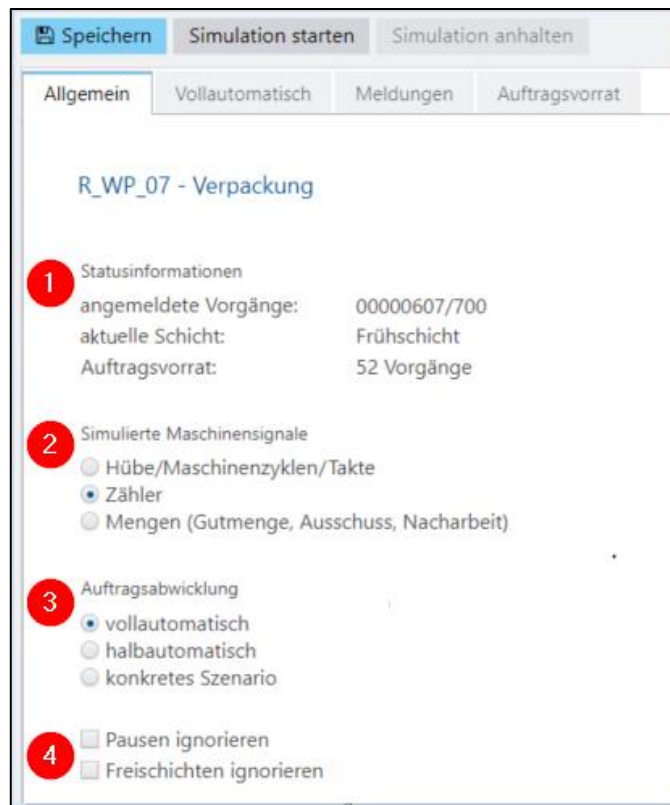 Speichern Simulation starten Simulation anhalten
Allgemein Vollautomatisch Meldungen Auftragsvorrat
R_WP_07 - Verpackung
1 Statusinformationen
angemeldete Vorgänge: 00000607/700
aktuelle Schicht: Frühschicht
Auftragsvorrat: 52 Vorgänge
2 Simulierte Maschinensignale
Hübe/Maschinenzyklen/Takte
Zähler
Mengen (Gutmenge, Ausschuss, Nacharbeit)
3 Auftragsabwicklung
vollautomatisch
halbautomatisch
konkretes Szenario
4 Pausen ignorieren
Freischichten ignorieren